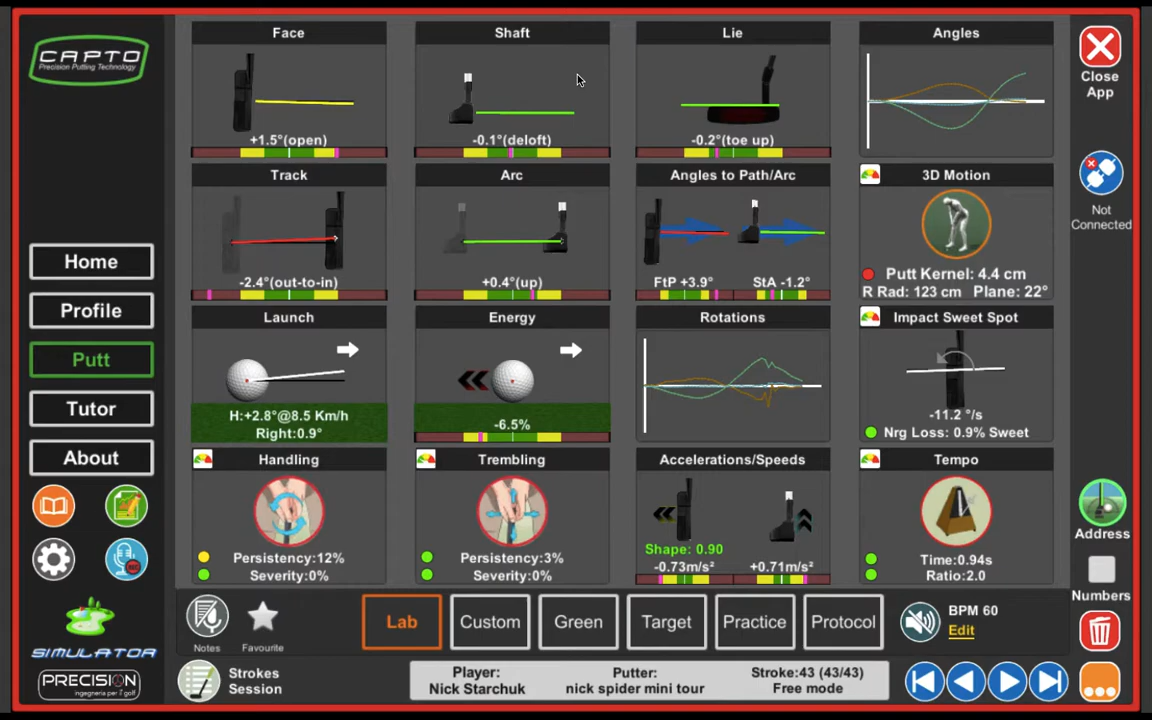 CAPTO
Precision Putting Technology
Home
Profile
Putt
Tutor
About
SIMULATOR
PRECISION
ingegneria per il golf
Face
+1.5°(open)
Shaft
-0.1°(deloft)
Lie
-0.2°(toe up)
Angles
Track
-2.4°(out-to-in)
Arc
+0.4°(up)
Angles to Path/Arc
FtP +3.9° StA -1.2°
3D Motion
Putt Kernel: 4.4 cm
R Rad: 123 cm Plane: 22°
Launch
H:+2.8°@8.5 Km/h
Right:0.9°
Energy
-6.5%
Rotations
Impact Sweet Spot
-11.2 °/s
Nrg Loss: 0.9% Sweet
Handling
Persistency:12%
Severity:0%
Trembling
Persistency:3%
Severity:0%
Accelerations/Speeds
Shape: 0.90
-0.73m/s² +0.71m/s²
Tempo
Time:0.94s
Ratio:2.0
Notes
Favourite
Lab
Custom
Green
Target
Practice
Protocol
BPM 60
Edit
Strokes
Session
Player:
Nick Starchuk
Putter:
nick spider mini tour
Stroke:43 (43/43)
Free mode
Close
App
Not
Connected
Address
Numbers